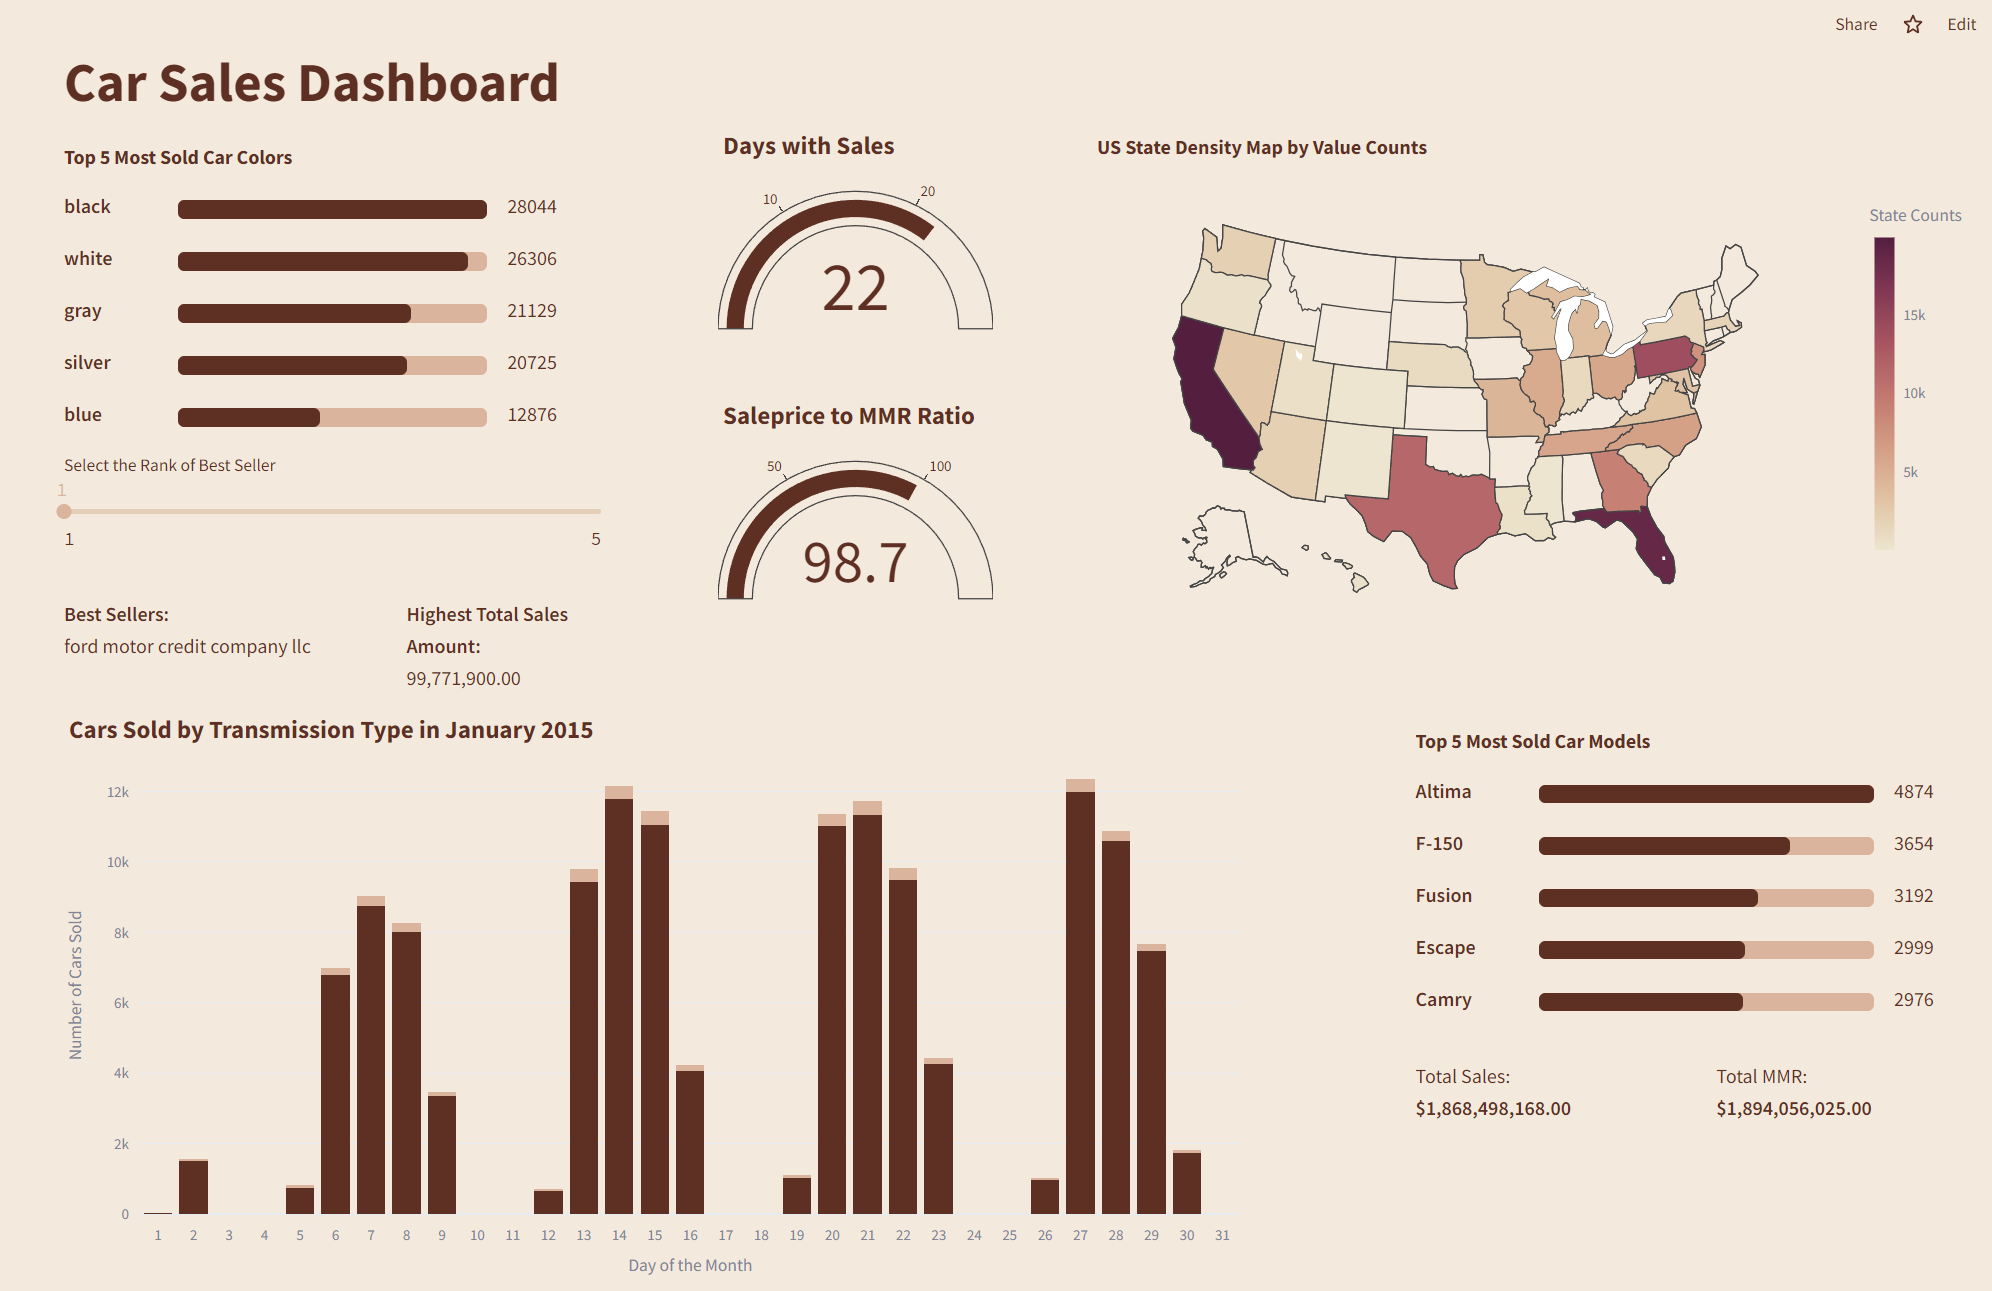 Share
Edit
Car Sales Dashboard
Top 5 Most Sold Car Colors
black 28044
white 26306
gray 21129
silver 20725
blue 12876
Select the Rank of Best Seller
1
1 5
Best Sellers:
ford motor credit company llc
Highest Total Sales
Amount:
99,771,900.00
Days with Sales
10 20
22
Saleprice to MMR Ratio
50 100
98.7
US State Density Map by Value Counts
State Counts
15k
10k
5k
Cars Sold by Transmission Type in January 2015
Number of Cars Sold
12k
10k
8k
6k
4k
2k
0
1 2 3 4 5 6 7 8 9 10 11 12 13 14 15 16 17 18 19 20 21 22 23 24 25 26 27 28 29 30 31
Day of the Month
Top 5 Most Sold Car Models
Altima 4874
F-150 3654
Fusion 3192
Escape 2999
Camry 2976
Total Sales:
$1,868,498,168.00
Total MMR:
$1,894,056,025.00